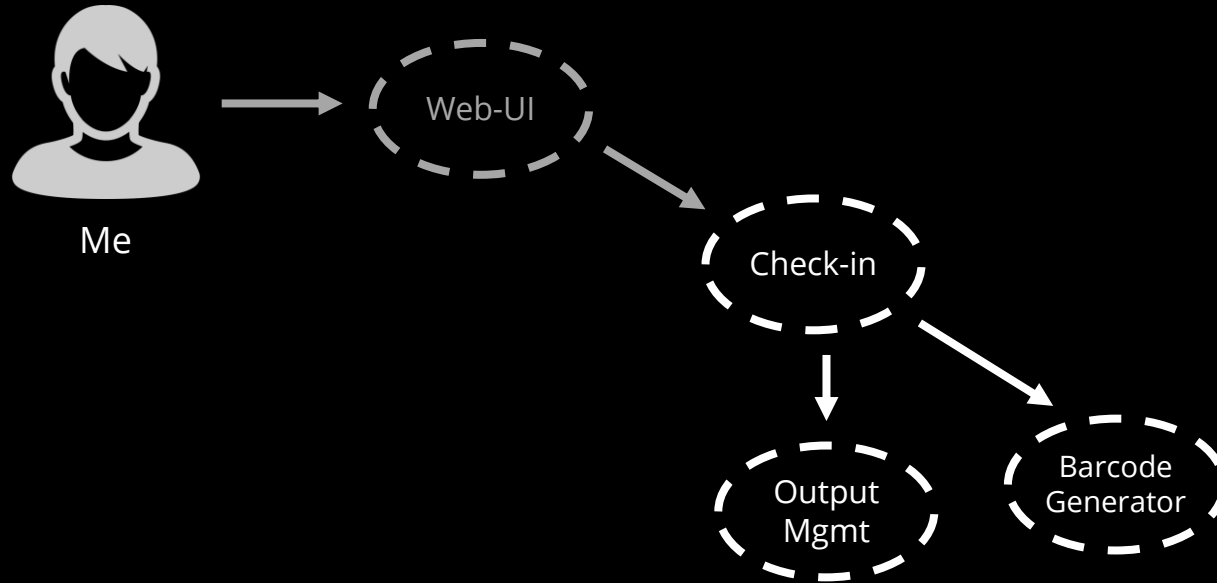 Me
Web-UI
Check-in
Output
Mgmt
Barcode
Generator